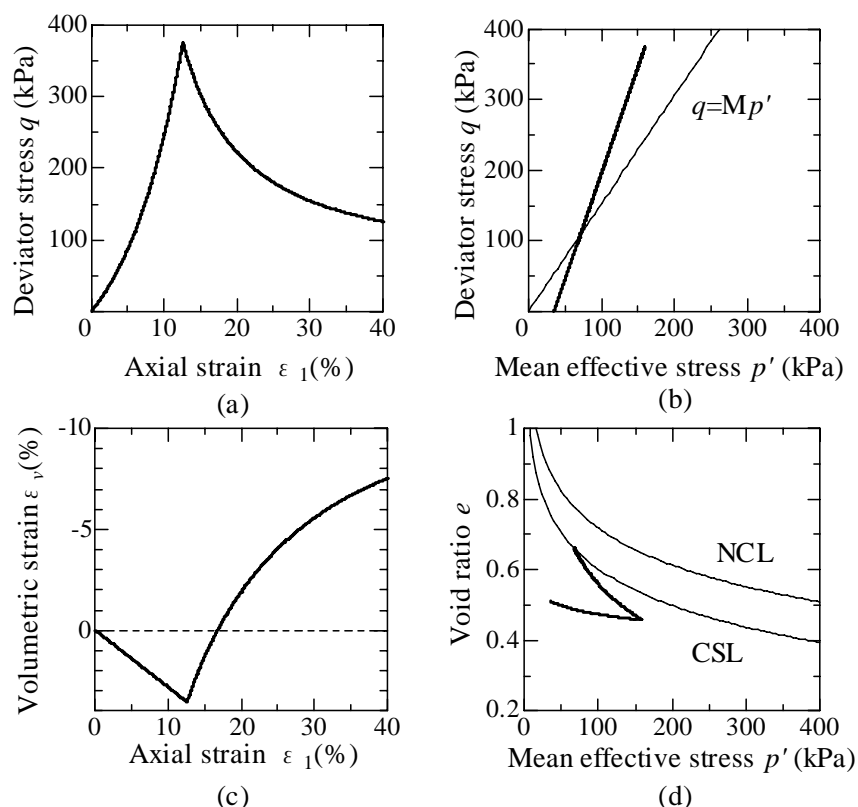 400
300
200
100
0
10
20
30
40
Deviator stress q (kPa)
Axial strain ε 1(%)
(a)
400
300
200
100
0
100
200
300
400
Deviator stress q (kPa)
q=Mp′
Mean effective stress p′ (kPa)
(b)
-10
-5
0
0
10
20
30
40
Volumetric strain ε v(%)
Axial strain ε 1(%)
(c)
1
0.8
0.6
0.4
0.2
0
100
200
300
400
Void ratio e
NCL
CSL
Mean effective stress p′ (kPa)
(d)